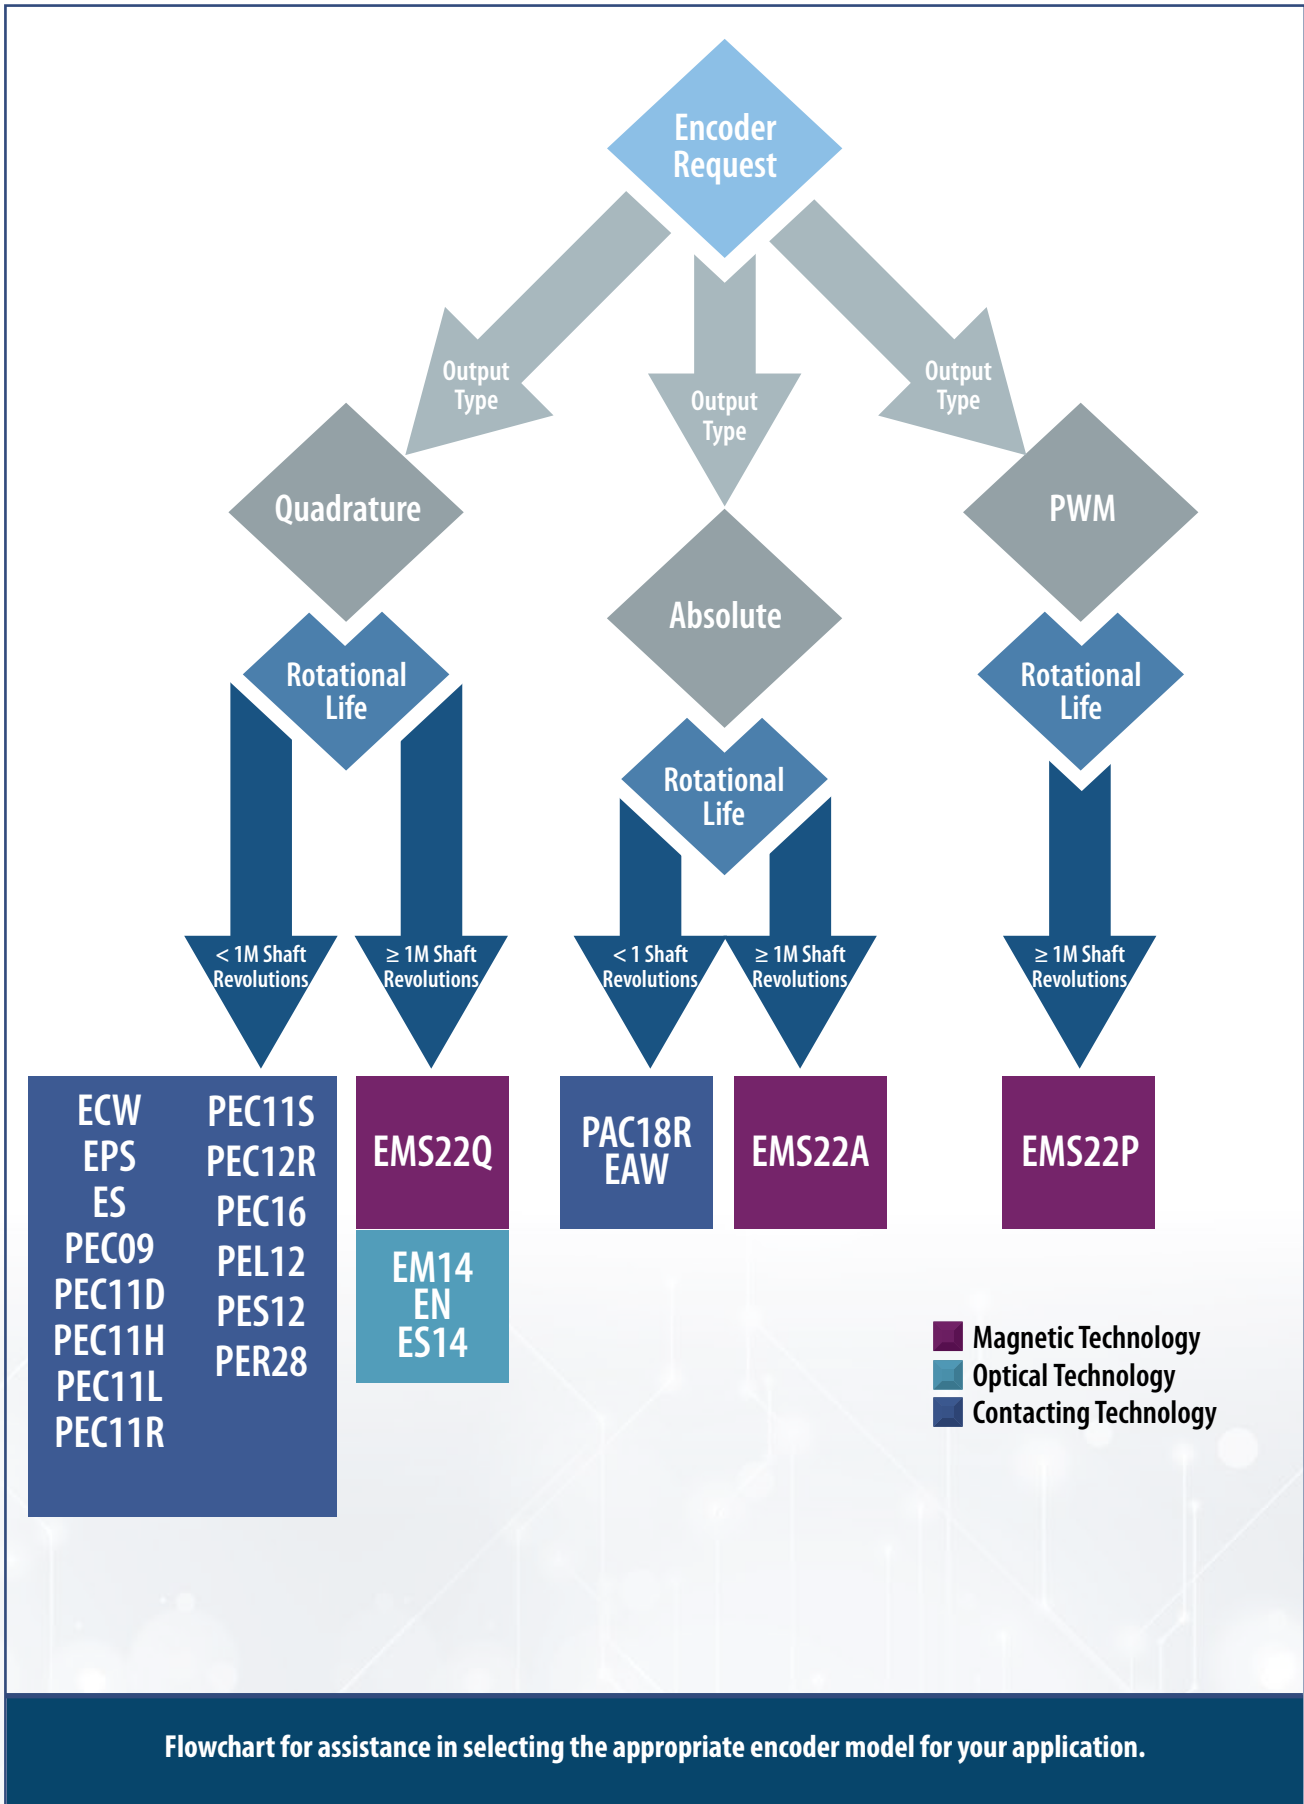 Encoder
Request
Output
Type
Output
Type
Output
Type
Quadrature
Absolute
PWM
Rotational
Life
Rotational
Life
Rotational
Life
< 1M Shaft
Revolutions
≥ 1M Shaft
Revolutions
< 1 Shaft
Revolutions
≥ 1M Shaft
Revolutions
≥ 1M Shaft
Revolutions
ECW
EPS
ES
PEC09
PEC11D
PEC11H
PEC11L
PEC11R
PEC11S
PEC12R
PEC16
PEL12
PES12
PER28
EMS22Q
EM14
EN
ES14
PAC18R
EAW
EMS22A
EMS22P
Magnetic Technology
Optical Technology
Contacting Technology
Flowchart for assistance in selecting the appropriate encoder model for your application.